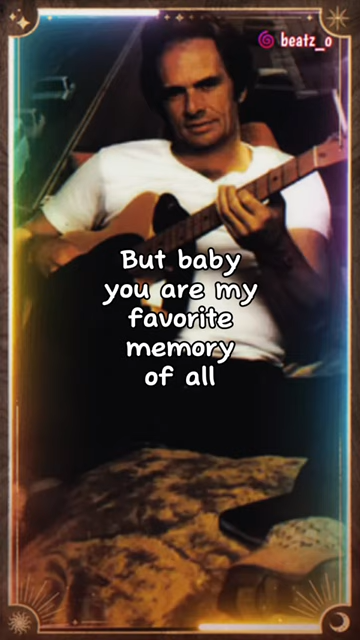 beatz_o
But baby
you are my
favorite
memory
of all